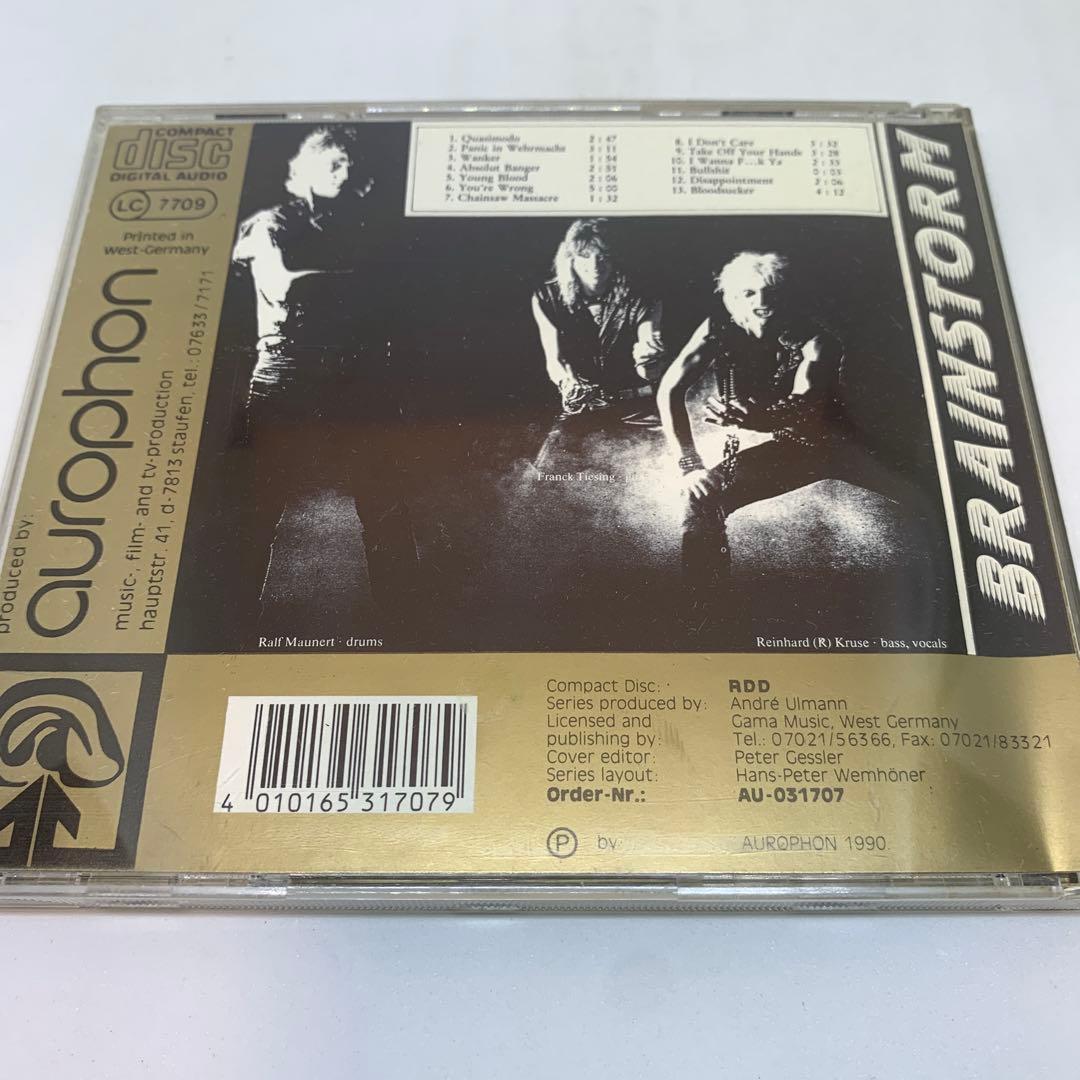 COMPACT
disc
DIGITAL AUDIO
LC 7709
Printed in
West-Germany
produced by:
aurophon
music-, film- and tv-production
hauptstr. 41, d-7813 staufen, tel.: 07633/7171
1. Quasimodo 2:47
2. Panic in Wehrmacht 3:11
3. Wanker 1:54
4. Absolut Banger 2:51
5. Young Blood 2:06
6. You're Wrong 5:00
7. Chainsaw Massacre 1:32
8. I Don't Care 3:32
9. Take Off Your Hands 3:28
10. I Wanna F...k Ya 2:33
11. Bullshit 0:03
12. Disappointment 2:06
13. Bloodsucker 4:12
BRAINSTORM
Franck Tiesing ·
Ralf Maunert · drums
Reinhard (R) Kruse · bass, vocals
4 010165 317079
Compact Disc: ADD
Series produced by: André Ulmann
Licensed and Gama Music, West Germany
publishing by: Tel.: 07021/56366, Fax: 07021/83321
Cover editor: Peter Gessler
Series layout: Hans-Peter Wemhöner
Order-Nr.: AU-031707
Ⓟ by AUROPHON 1990.